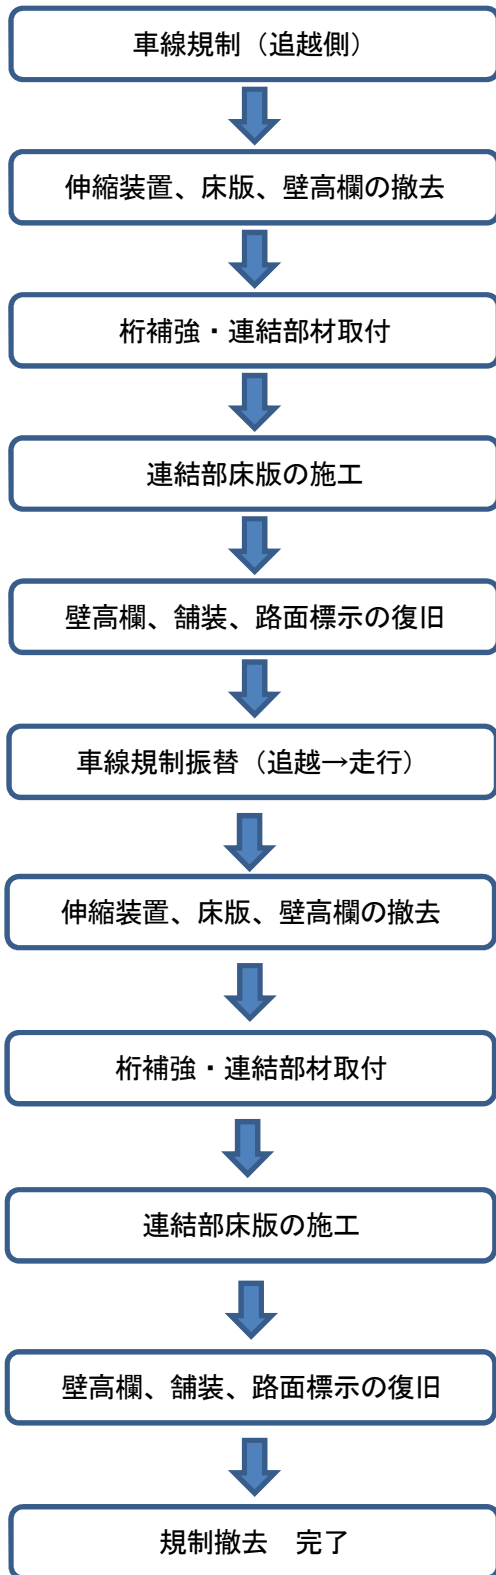 車線規制（追越側）
伸縮装置、床版、壁高欄の撤去
桁補強・連結部材取付
連結部床版の施工
壁高欄、舗装、路面標示の復旧
車線規制振替（追越→走行）
伸縮装置、床版、壁高欄の撤去
桁補強・連結部材取付
連結部床版の施工
壁高欄、舗装、路面標示の復旧
規制撤去　完了